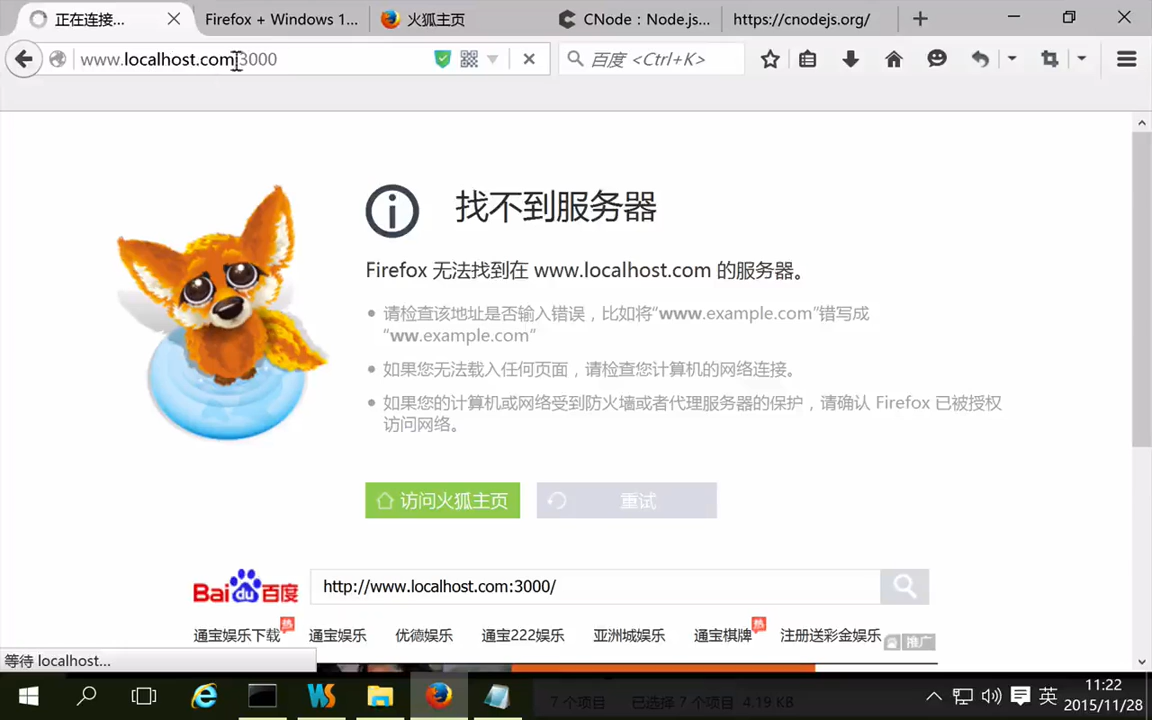 正在连接...
Firefox + Windows 1...
火狐主页
CNode：Node.js...
https://cnodejs.org/
www.localhost.com:3000
百度 <Ctrl+K>
找不到服务器
Firefox 无法找到在 www.localhost.com 的服务器。
请检查该地址是否输入错误，比如将“www.example.com”错写成
“ww.example.com”
如果您无法载入任何页面，请检查您计算机的网络连接。
如果您的计算机或网络受到防火墙或者代理服务器的保护，请确认 Firefox 已被授权
访问网络。
访问火狐主页
重试
Bai du 百度
http://www.localhost.com:3000/
通宝娱乐下载 热 通宝娱乐 优德娱乐 通宝222娱乐 亚洲城娱乐 通宝棋牌 热 注册送彩金娱乐
推广
等待 localhost...
7 个项目 已选择 7 个项目 4.19 KB
英
11:22
2015/11/28